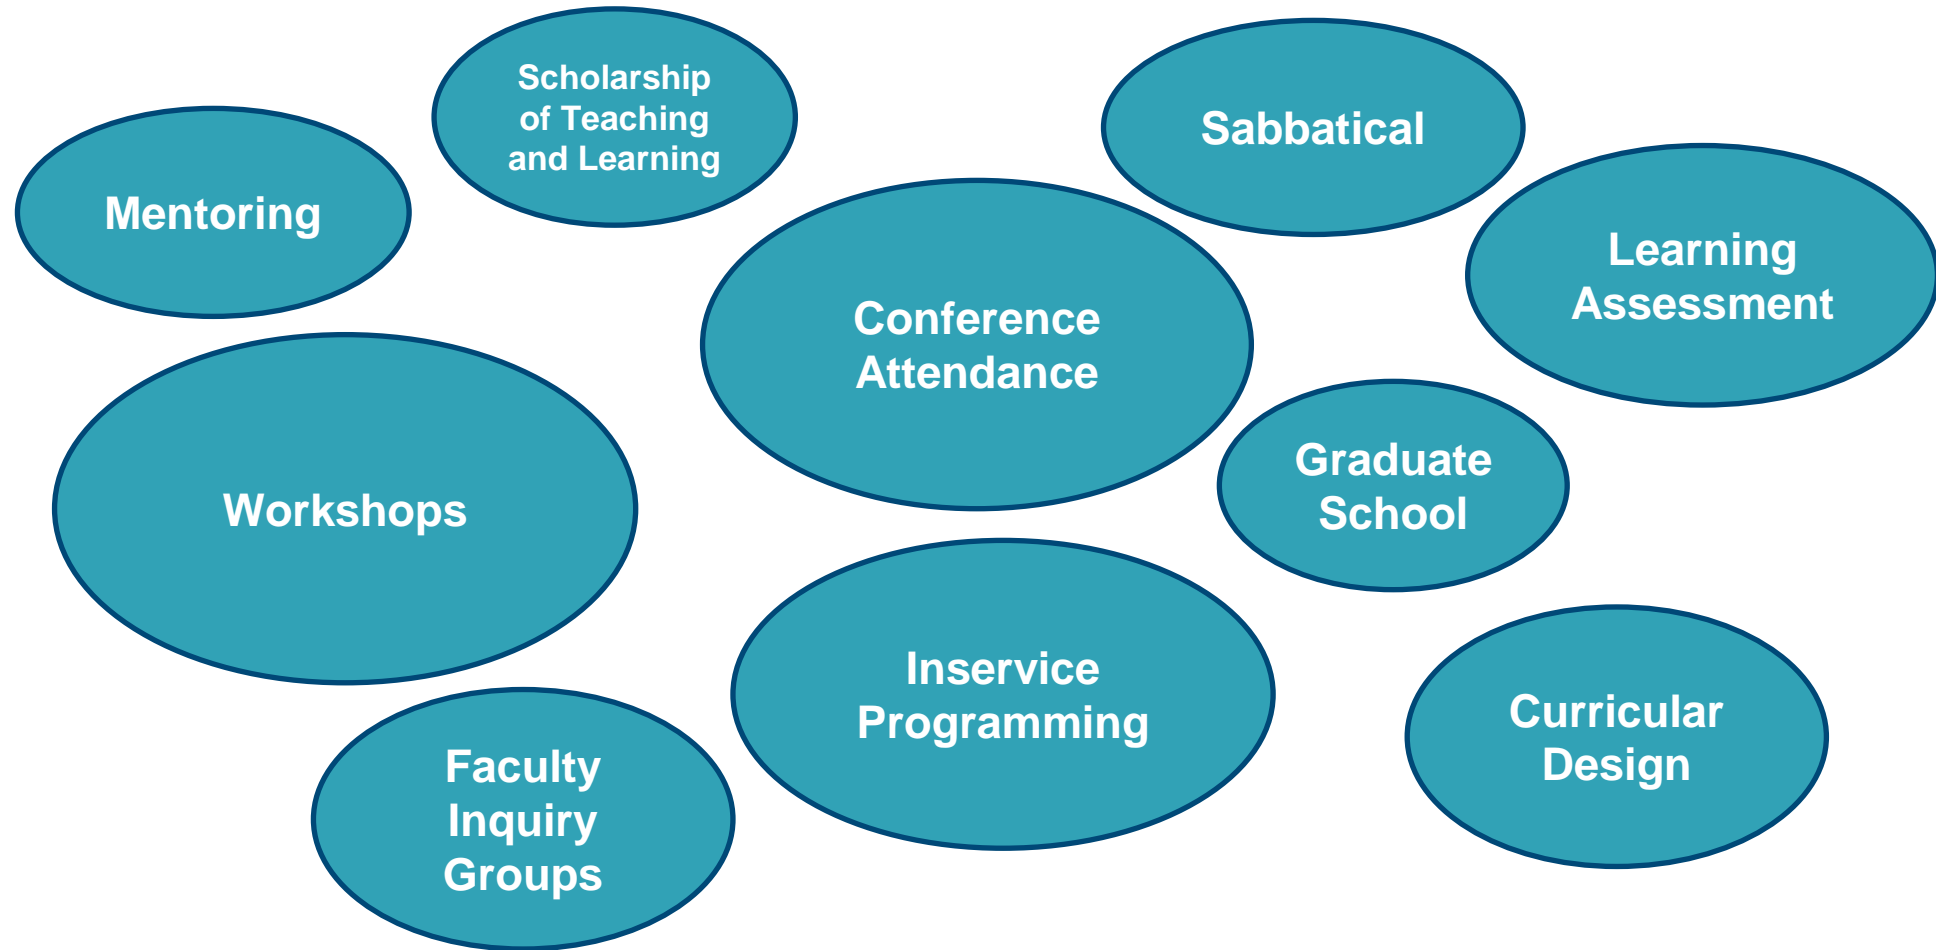 Scholarship
of Teaching
and Learning
Sabbatical
Mentoring
Learning
Assessment
Conference
Attendance
Graduate
School
Workshops
Inservice
Programming
Curricular
Design
Faculty
Inquiry
Groups